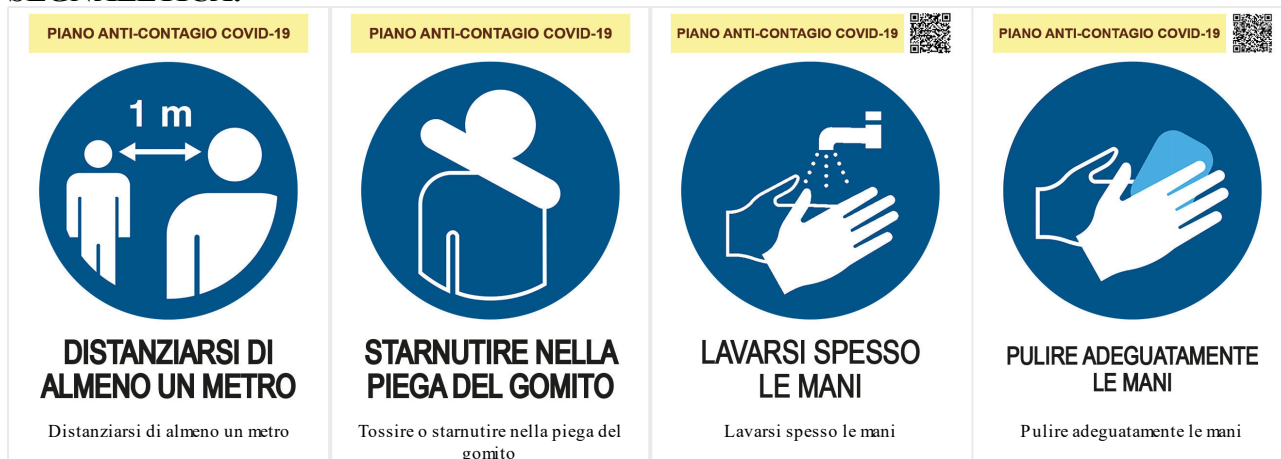 SEGNALETICA:
PIANO ANTI-CONTAGIO COVID-19
1 m
DISTANZIARSI DI
ALMENO UN METRO
Distanziarsi di almeno un metro
PIANO ANTI-CONTAGIO COVID-19
STARNUTIRE NELLA
PIEGA DEL GOMITO
Tossire o starnutire nella piega del
gomito
PIANO ANTI-CONTAGIO COVID-19
LAVARSI SPESSO
LE MANI
Lavarsi spesso le mani
PIANO ANTI-CONTAGIO COVID-19
PULIRE ADEGUATAMENTE
LE MANI
Pulire adeguatamente le mani